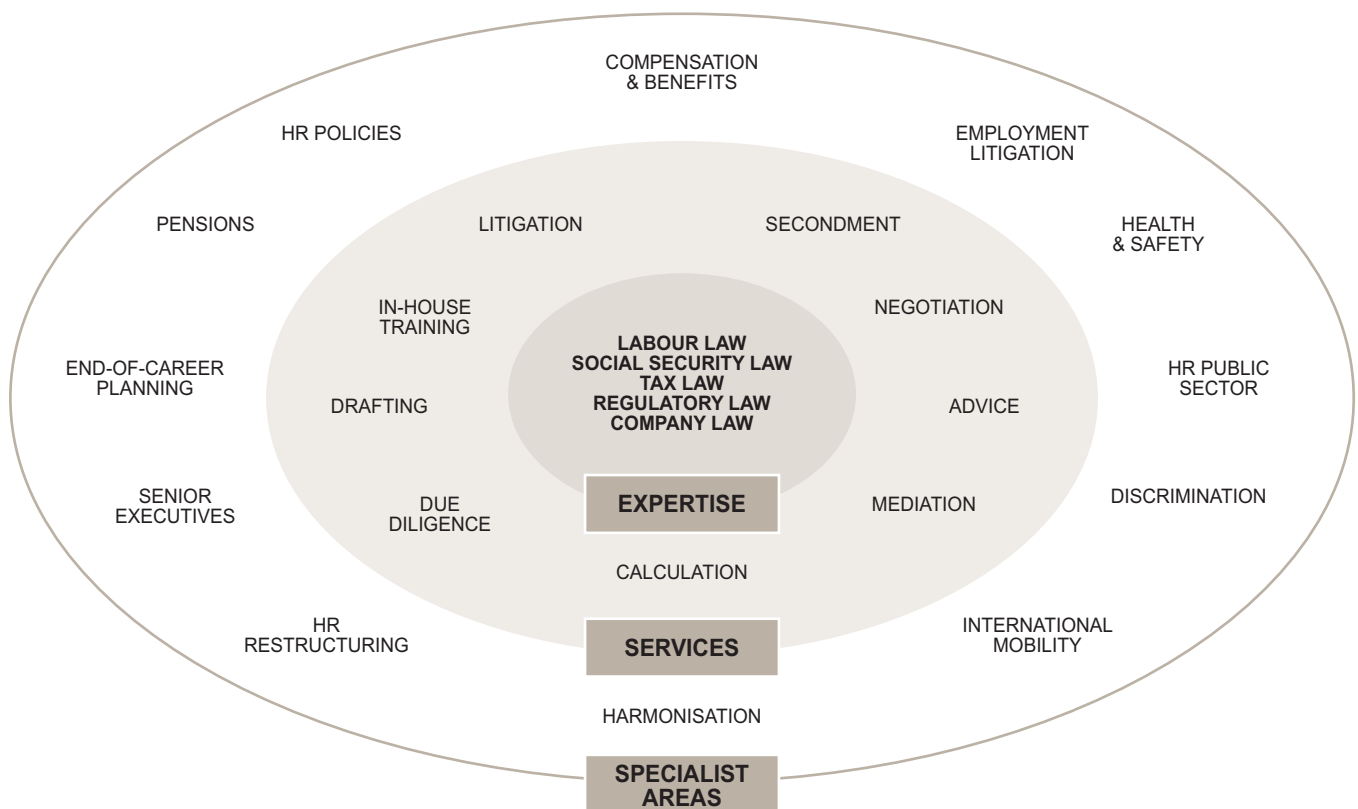 COMPENSATION
& BENEFITS
HR POLICIES
EMPLOYMENT
LITIGATION
PENSIONS
LITIGATION
SECONDMENT
HEALTH
& SAFETY
IN-HOUSE
TRAINING
NEGOTIATION
LABOUR LAW
SOCIAL SECURITY LAW
TAX LAW
REGULATORY LAW
COMPANY LAW
END-OF-CAREER
PLANNING
HR PUBLIC
SECTOR
DRAFTING
ADVICE
SENIOR
EXECUTIVES
DUE
DILIGENCE
EXPERTISE
MEDIATION
DISCRIMINATION
CALCULATION
HR
RESTRUCTURING
SERVICES
INTERNATIONAL
MOBILITY
HARMONISATION
SPECIALIST
AREAS